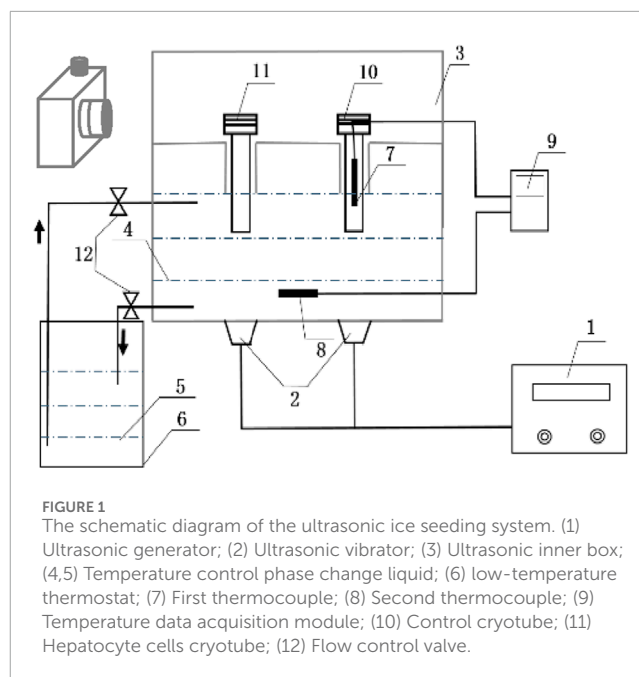 11
10
3
7
9
4
12
8
1
2
5
6
FIGURE 1
The schematic diagram of the ultrasonic ice seeding system. (1)
Ultrasonic generator; (2) Ultrasonic vibrator; (3) Ultrasonic inner box;
(4,5) Temperature control phase change liquid; (6) low-temperature
thermostat; (7) First thermocouple; (8) Second thermocouple; (9)
Temperature data acquisition module; (10) Control cryotube; (11)
Hepatocyte cells cryotube; (12) Flow control valve.